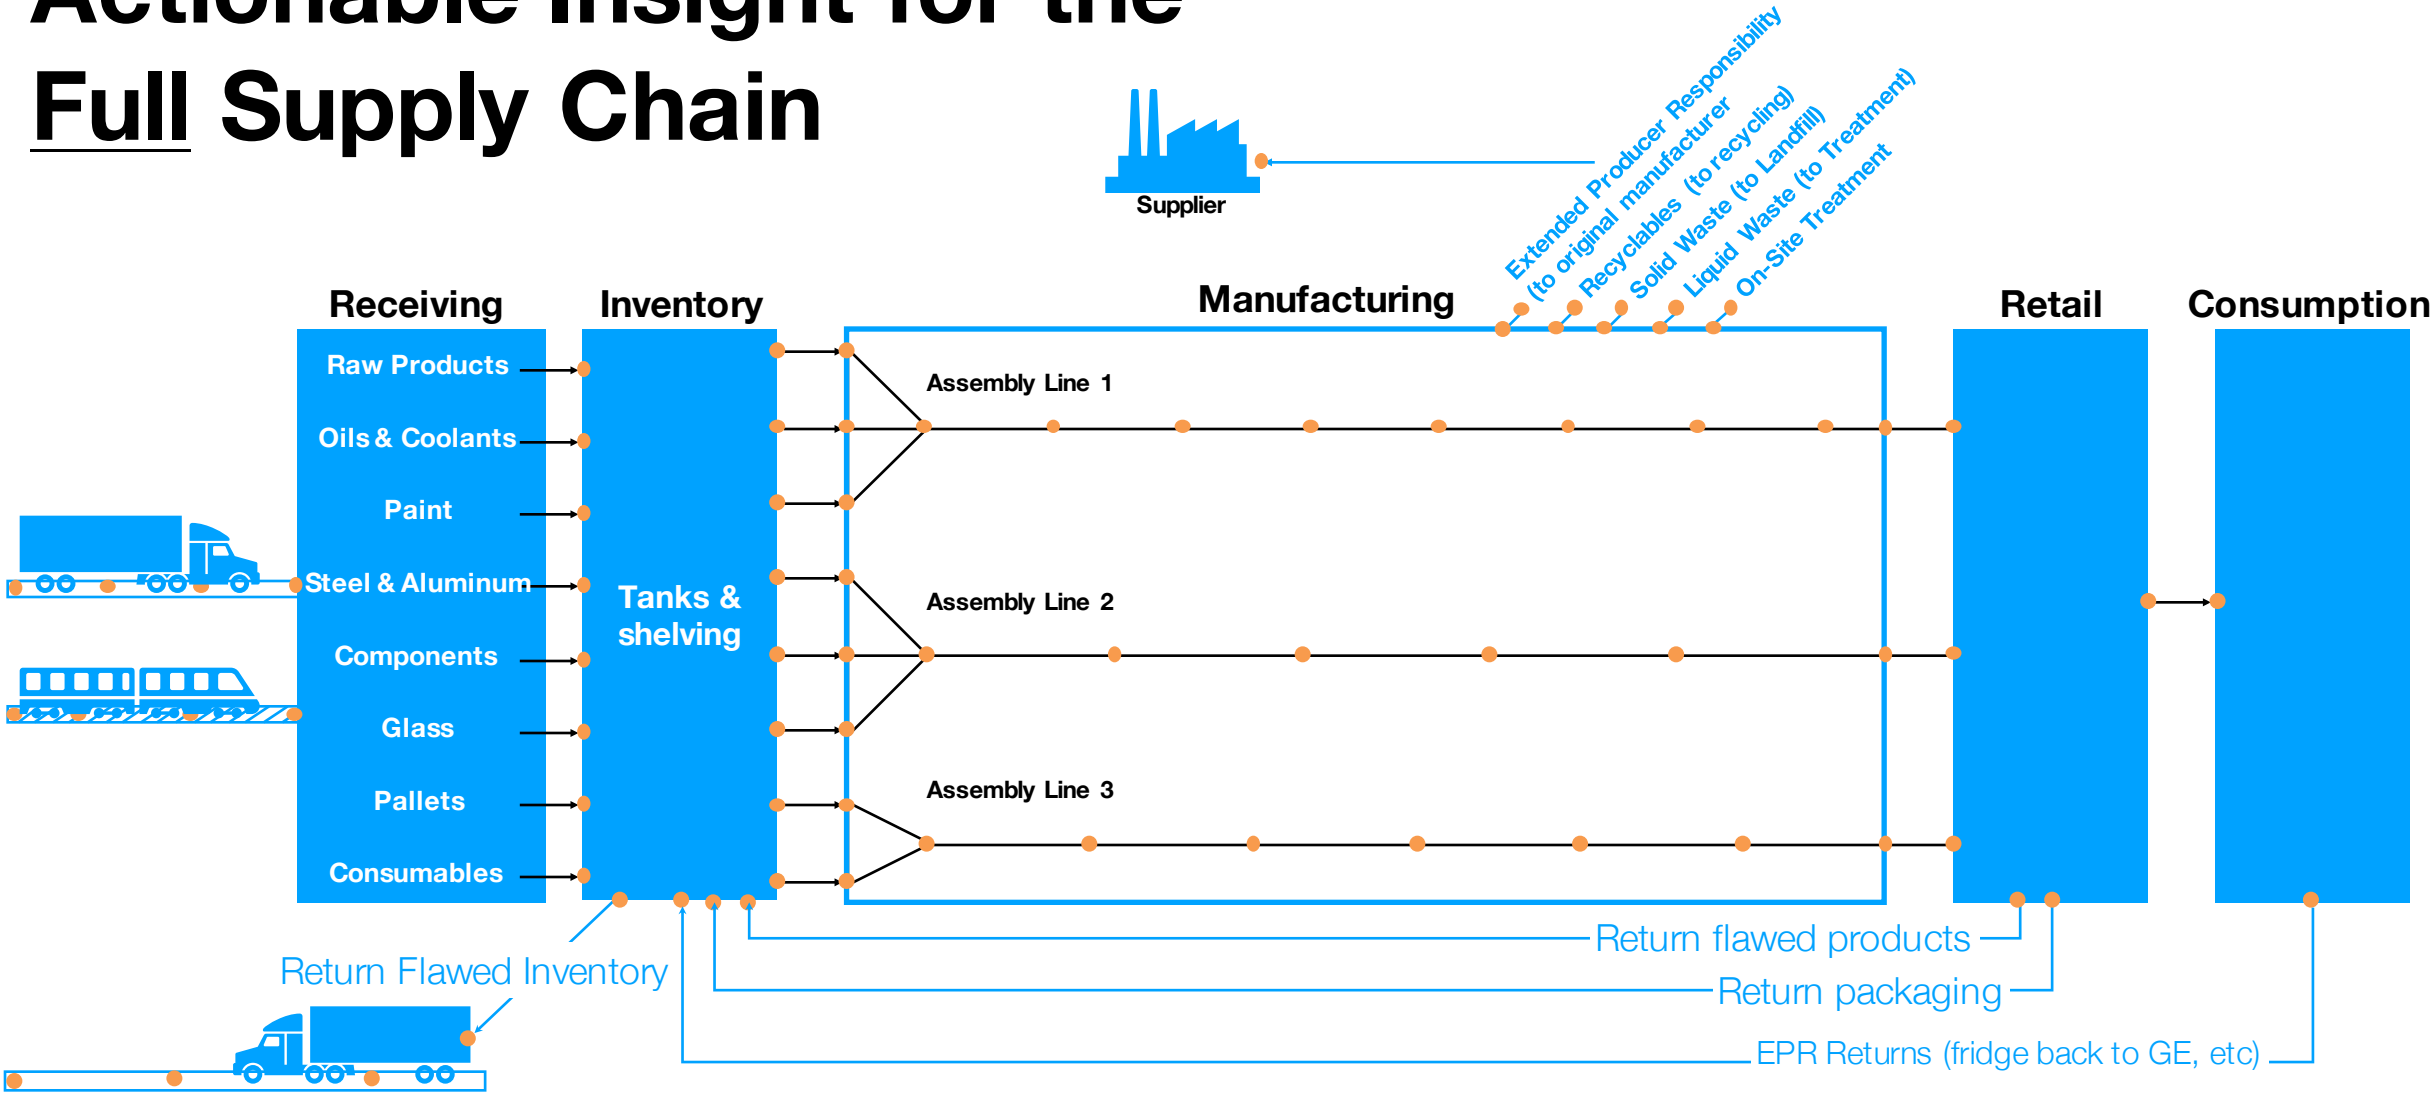 Actionable Insight for the
Full Supply Chain
Supplier
Extended Producer Responsibility
(to original manufacturer
Recyclables (to recycling)
Solid Waste (to Landfill)
Liquid Waste (to Treatment)
On-Site Treatment
Receiving
Inventory
Manufacturing
Retail
Consumption
Raw Products
Oils & Coolants
Paint
Steel & Aluminum
Components
Glass
Pallets
Consumables
Tanks &
shelving
Assembly Line 1
Assembly Line 2
Assembly Line 3
Return flawed products
Return Flawed Inventory
Return packaging
EPR Returns (fridge back to GE, etc)